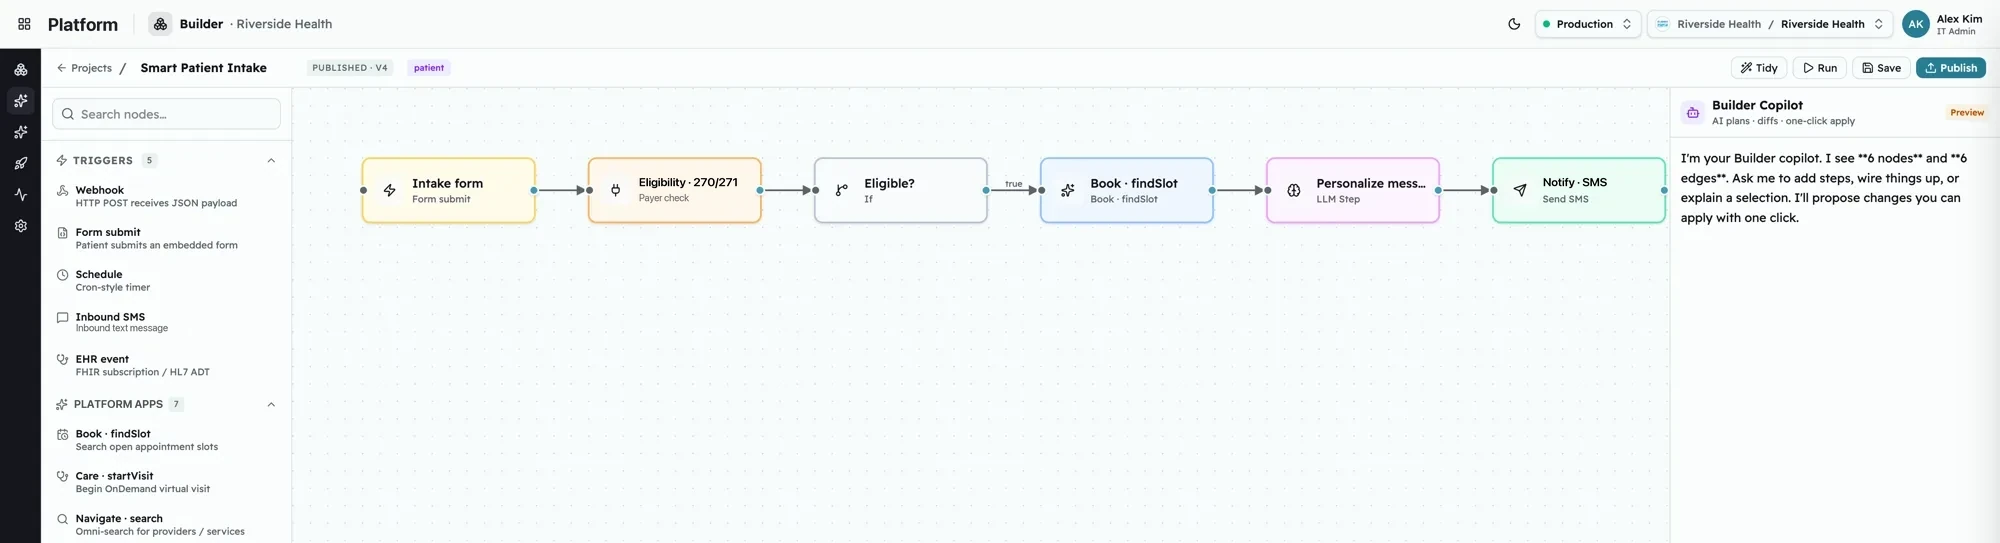 Platform
Builder · Riverside Health
Production
Riverside Health / Riverside Health
AK
Alex Kim
IT Admin
Projects / Smart Patient Intake
PUBLISHED · V4
patient
Tidy
Run
Save
Publish
Search nodes...
TRIGGERS 5
Webhook
HTTP POST receives JSON payload
Form submit
Patient submits an embedded form
Schedule
Cron-style timer
Inbound SMS
Inbound text message
EHR event
FHIR subscription / HL7 ADT
PLATFORM APPS 7
Book · findSlot
Search open appointment slots
Care · startVisit
Begin OnDemand virtual visit
Navigate · search
Omni-search for providers / services
Intake form
Form submit
Eligibility · 270/271
Payer check
Eligible?
If
true
Book · findSlot
Book · findSlot
Personalize mess...
LLM Step
Notify · SMS
Send SMS
Builder Copilot
AI plans · diffs · one-click apply
Preview
I'm your Builder copilot. I see **6 nodes** and **6
edges**. Ask me to add steps, wire things up, or
explain a selection. I'll propose changes you can
apply with one click.